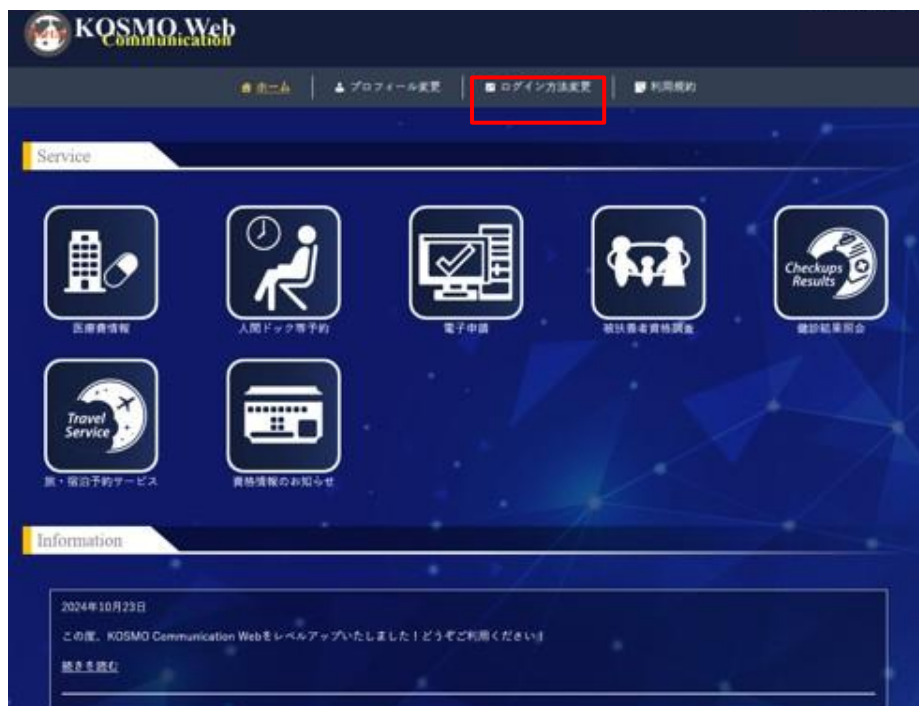 KOSMO Web
Communication
ホーム
プロフィール変更
ログイン方法変更
利用規約
Service
Checkups
Results
医療費情報
人間ドック等予約
電子申請
被扶養者資格調査
健診結果照会
Travel
Service
旅・宿泊予約サービス
資格情報のお知らせ
Information
2024年10月23日
この度、KOSMO Communication Webをレベルアップいたしました！どうぞご利用ください!
続きを読む